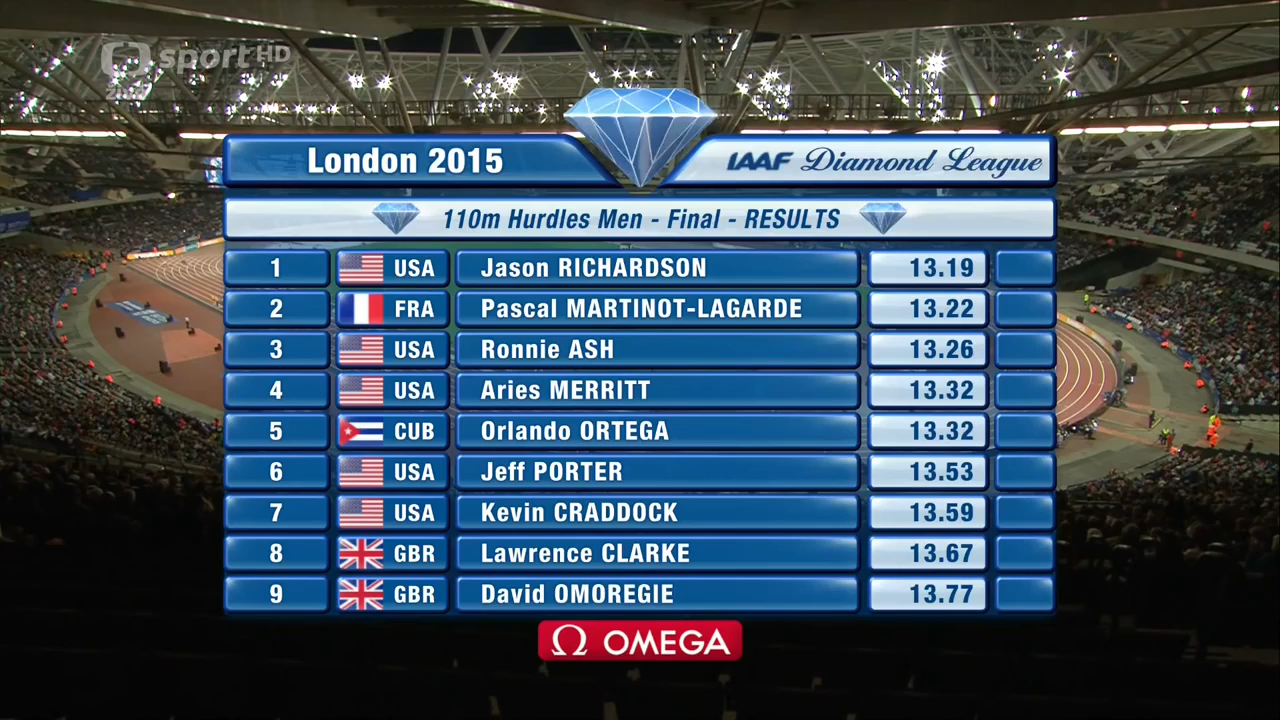 sport HD
London 2015
IAAF Diamond League
110m Hurdles Men - Final - RESULTS
1 USA Jason RICHARDSON 13.19
2 FRA Pascal MARTINOT-LAGARDE 13.22
3 USA Ronnie ASH 13.26
4 USA Aries MERRITT 13.32
5 CUB Orlando ORTEGA 13.32
6 USA Jeff PORTER 13.53
7 USA Kevin CRADDOCK 13.59
8 GBR Lawrence CLARKE 13.67
9 GBR David OMOREGIE 13.77
Ω OMEGA